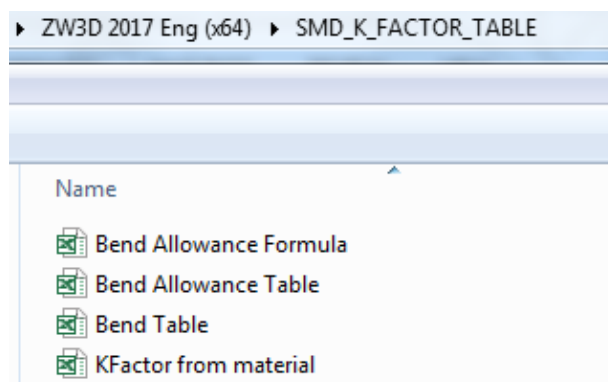 ZW3D 2017 Eng (x64) SMD_K_FACTOR_TABLE
Name
Bend Allowance Formula
Bend Allowance Table
Bend Table
KFactor from material